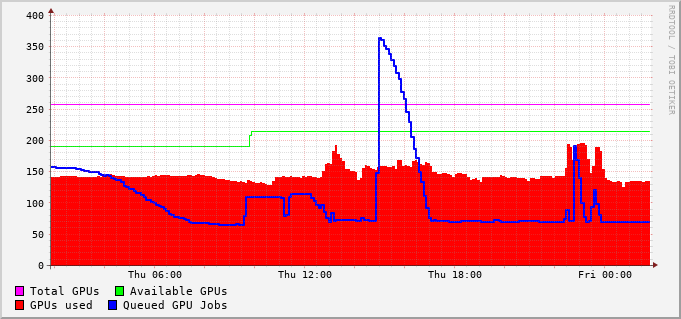 400
350
300
250
200
150
100
50
0
Thu 06:00 Thu 12:00 Thu 18:00 Fri 00:00
Total GPUs Available GPUs
GPUs used Queued GPU Jobs
RRDTOOL / TOBI OETIKER